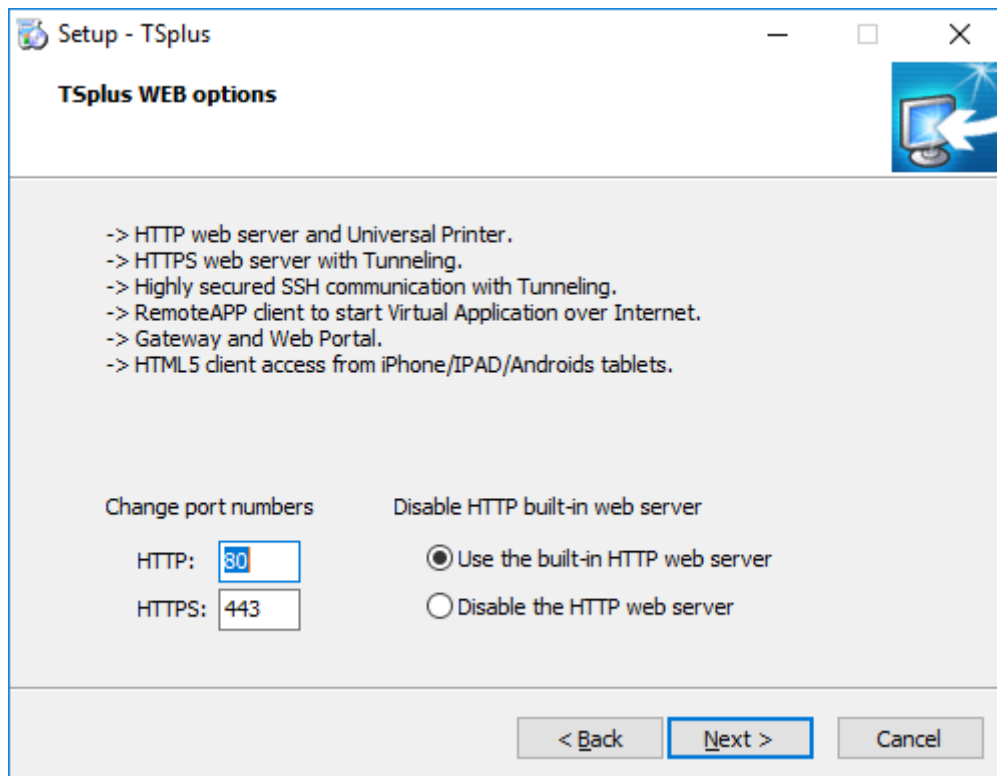 Setup - TSplus
TSplus WEB options
-> HTTP web server and Universal Printer.
-> HTTPS web server with Tunneling.
-> Highly secured SSH communication with Tunneling.
-> RemoteAPP client to start Virtual Application over Internet.
-> Gateway and Web Portal.
-> HTML5 client access from iPhone/IPAD/Androids tablets.
Change port numbers Disable HTTP built-in web server
HTTP: 80 Use the built-in HTTP web server
HTTPS: 443 Disable the HTTP web server
< Back Next > Cancel